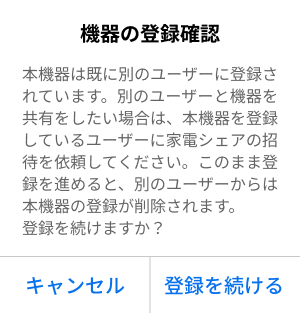 機器の登録確認
本機器は既に別のユーザーに登録さ
れています。別のユーザーと機器を
共有をしたい場合は、本機器を登録
しているユーザーに家電シェアの招
待を依頼してください。このまま登
録を進めると、別のユーザーからは
本機器の登録が削除されます。
登録を続けますか？
キャンセル
登録を続ける